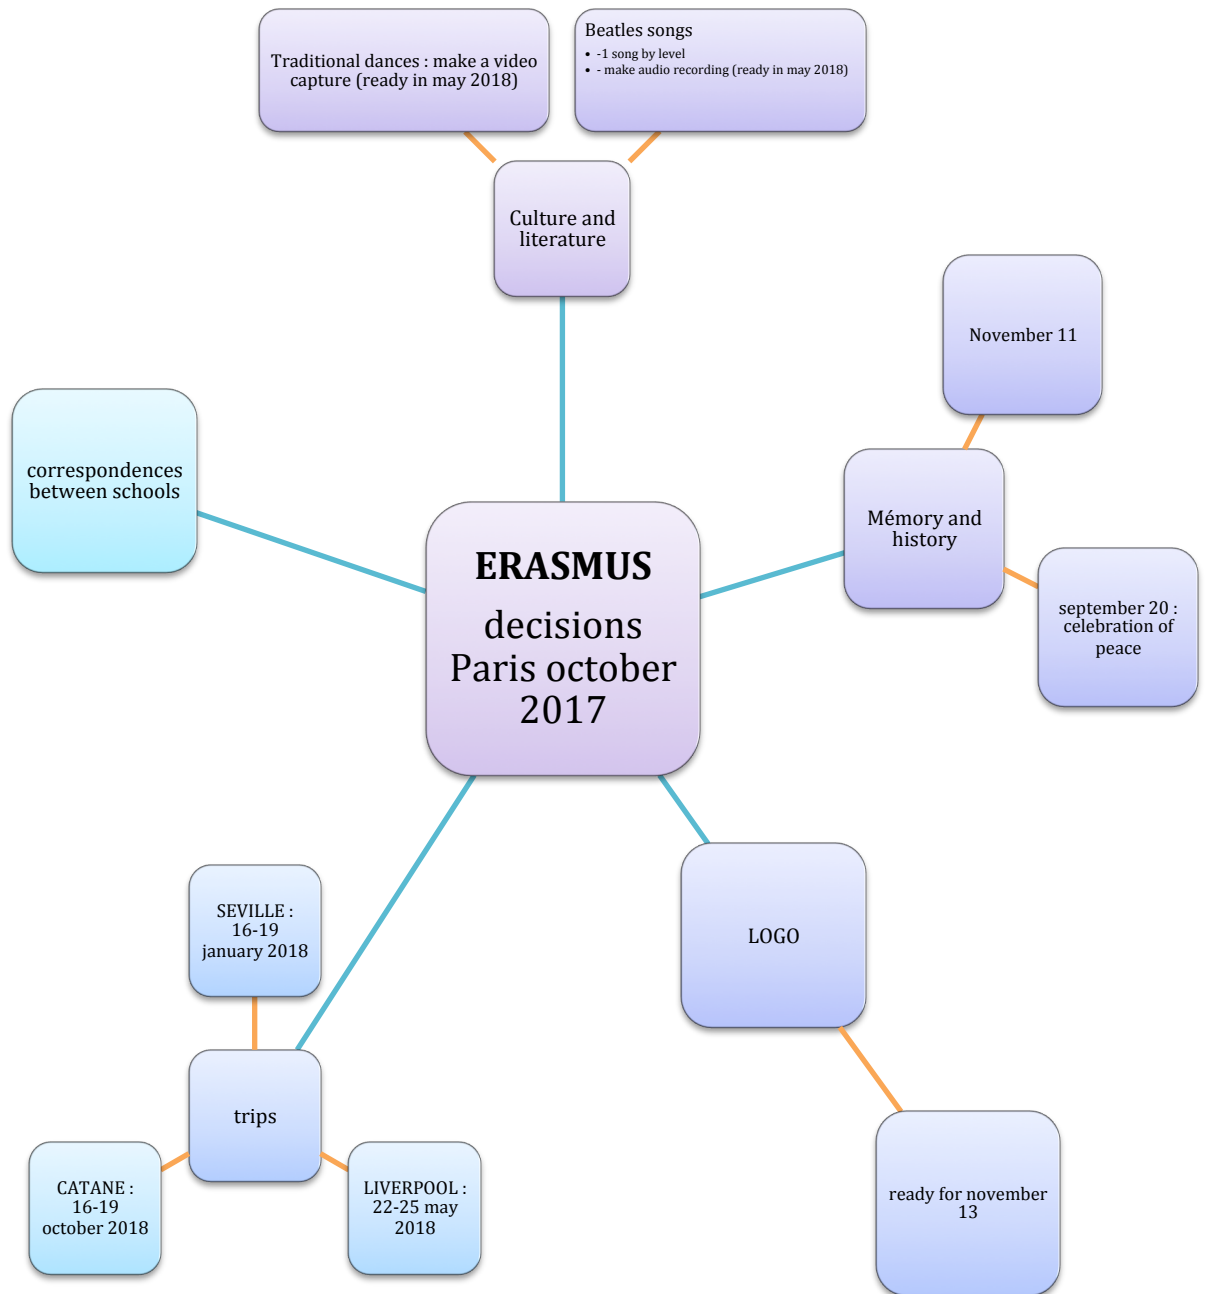 Traditional dances : make a video
capture (ready in may 2018)
Beatles songs
• -1 song by level
• - make audio recording (ready in may 2018)
Culture and
literature
November 11
correspondences
between schools
Mémory and
history
ERASMUS
decisions
Paris october
2017
september 20 :
celebration of
peace
SEVILLE :
16-19
january 2018
LOGO
trips
CATANE :
16-19
october 2018
LIVERPOOL :
22-25 may
2018
ready for november
13